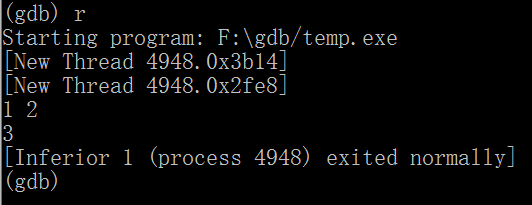 (gdb) r
Starting program: F:\gdb/temp.exe
[New Thread 4948.0x3b14]
[New Thread 4948.0x2fe8]
1 2
3
[Inferior 1 (process 4948) exited normally]
(gdb)